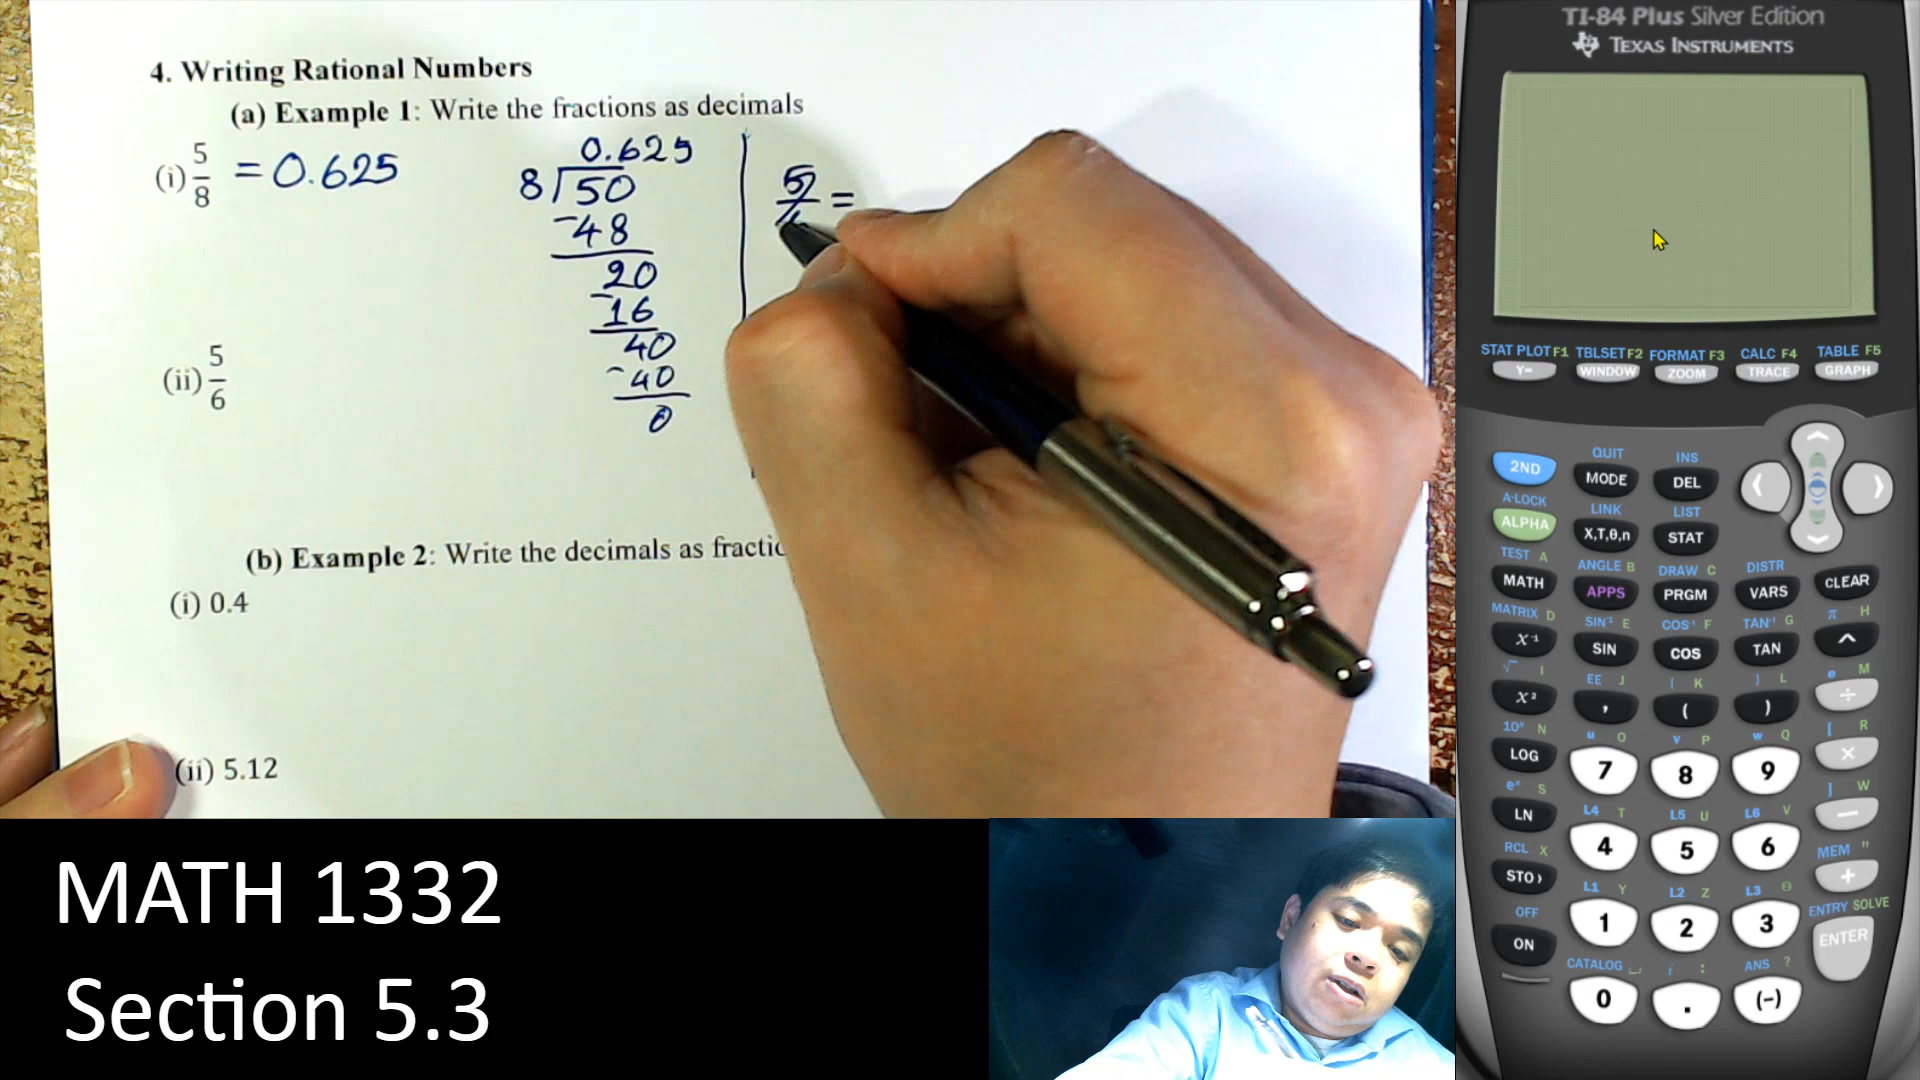 4. Writing Rational Numbers
(a) Example 1: Write the fractions as decimals
(i) 5/8 = 0.625
0.625
8 50
-48
20
-16
40
-40
0
5 =
(ii) 5/6
(b) Example 2: Write the decimals as
(i) 0.4
(ii) 5.12
MATH 1332
Section 5.3
TI-84 Plus Silver Edition
TEXAS INSTRUMENTS
STAT PLOT F1 TBLSET F2 FORMAT F3 CALC F4 TABLE F5
Y= WINDOW ZOOM TRACE GRAPH
QUIT INS
2ND MODE DEL
A-LOCK LINK LIST
ALPHA X,T,θ,n STAT
TEST A ANGLE B DRAW C DISTR
MATH APPS PRGM VARS CLEAR
MATRIX D SIN⁻¹ E COS⁻¹ F TAN⁻¹ G π H
X⁻¹ SIN COS TAN ^
√ I EE J { K } L e M
X² , ( ) ÷
10ˣ N u O v P w Q [ R
LOG 7 8 9 ×
eˣ S L4 T L5 U L6 V ] W
LN 4 5 6 −
RCL X L1 Y L2 Z L3 θ MEM "
STO› 1 2 3 +
OFF CATALOG ⎵ i : ANS ? ENTRY SOLVE
ON 0 . (-) ENTER